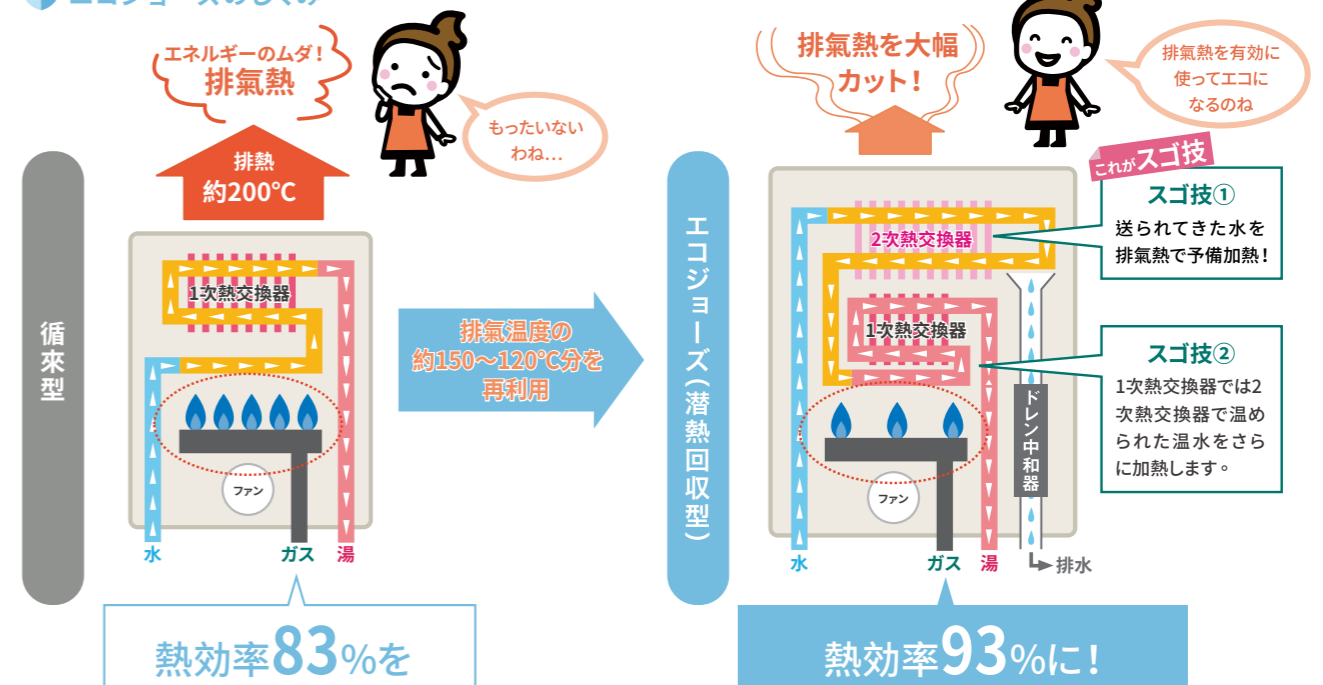 エコジョーズのしくみ
循來型
エネルギーのムダ!
排氣熱
もったいない
わね…
排熱
約200℃
1次熱交換器
ファン
水
ガス
湯
熱効率83%を
排氣温度の
約150～120℃分を
再利用
エコジョーズ(潜熱回収型)
排氣熱を大幅
カット!
排氣熱を有効に
使ってエコに
なるのね
これがスゴ技
スゴ技①
送られてきた水を
排氣熱で予備加熱!
2次熱交換器
1次熱交換器
スゴ技②
1次熱交換器では2
次熱交換器で温め
られた温水をさら
に加熱します。
ドレン中和器
ファン
水
ガス
湯
排水
熱効率93%に!